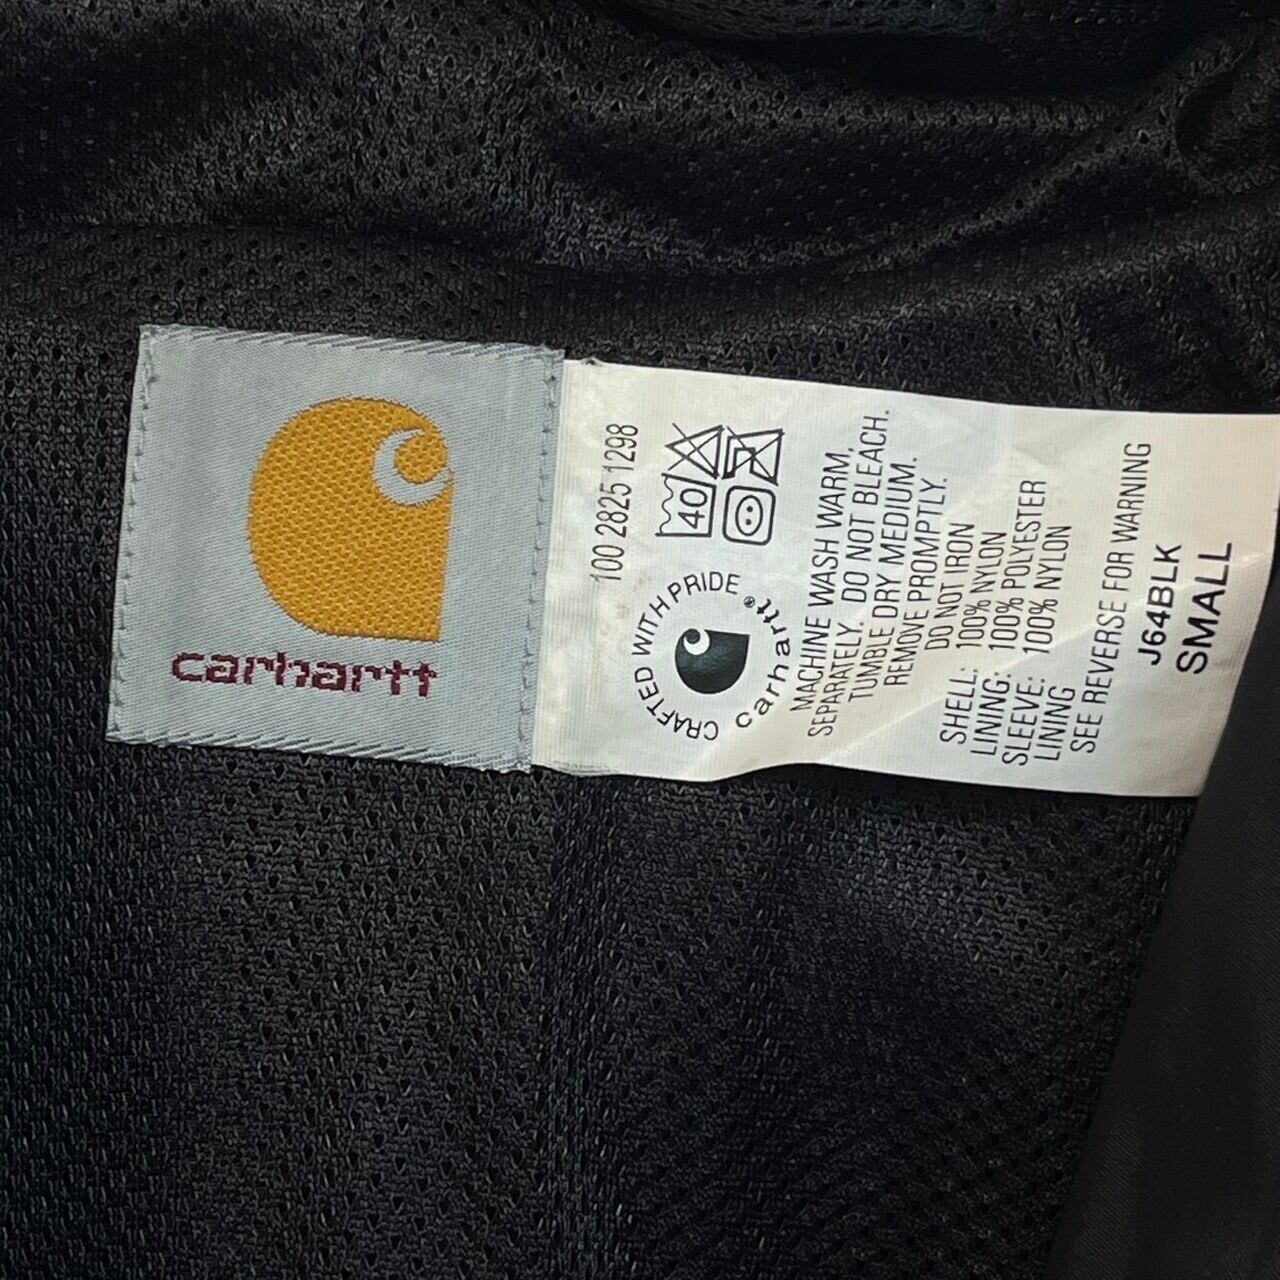 carhartt
100 2825 1298
40
CRAFTED WITH PRIDE
carhartt®
MACHINE WASH WARM,
SEPARATELY. DO NOT BLEACH.
TUMBLE DRY MEDIUM.
REMOVE PROMPTLY.
DO NOT IRON
SHELL: 100% NYLON
LINING: 100% POLYESTER
SLEEVE: 100% NYLON
LINING
SEE REVERSE FOR WARNING
J64BLK
SMALL